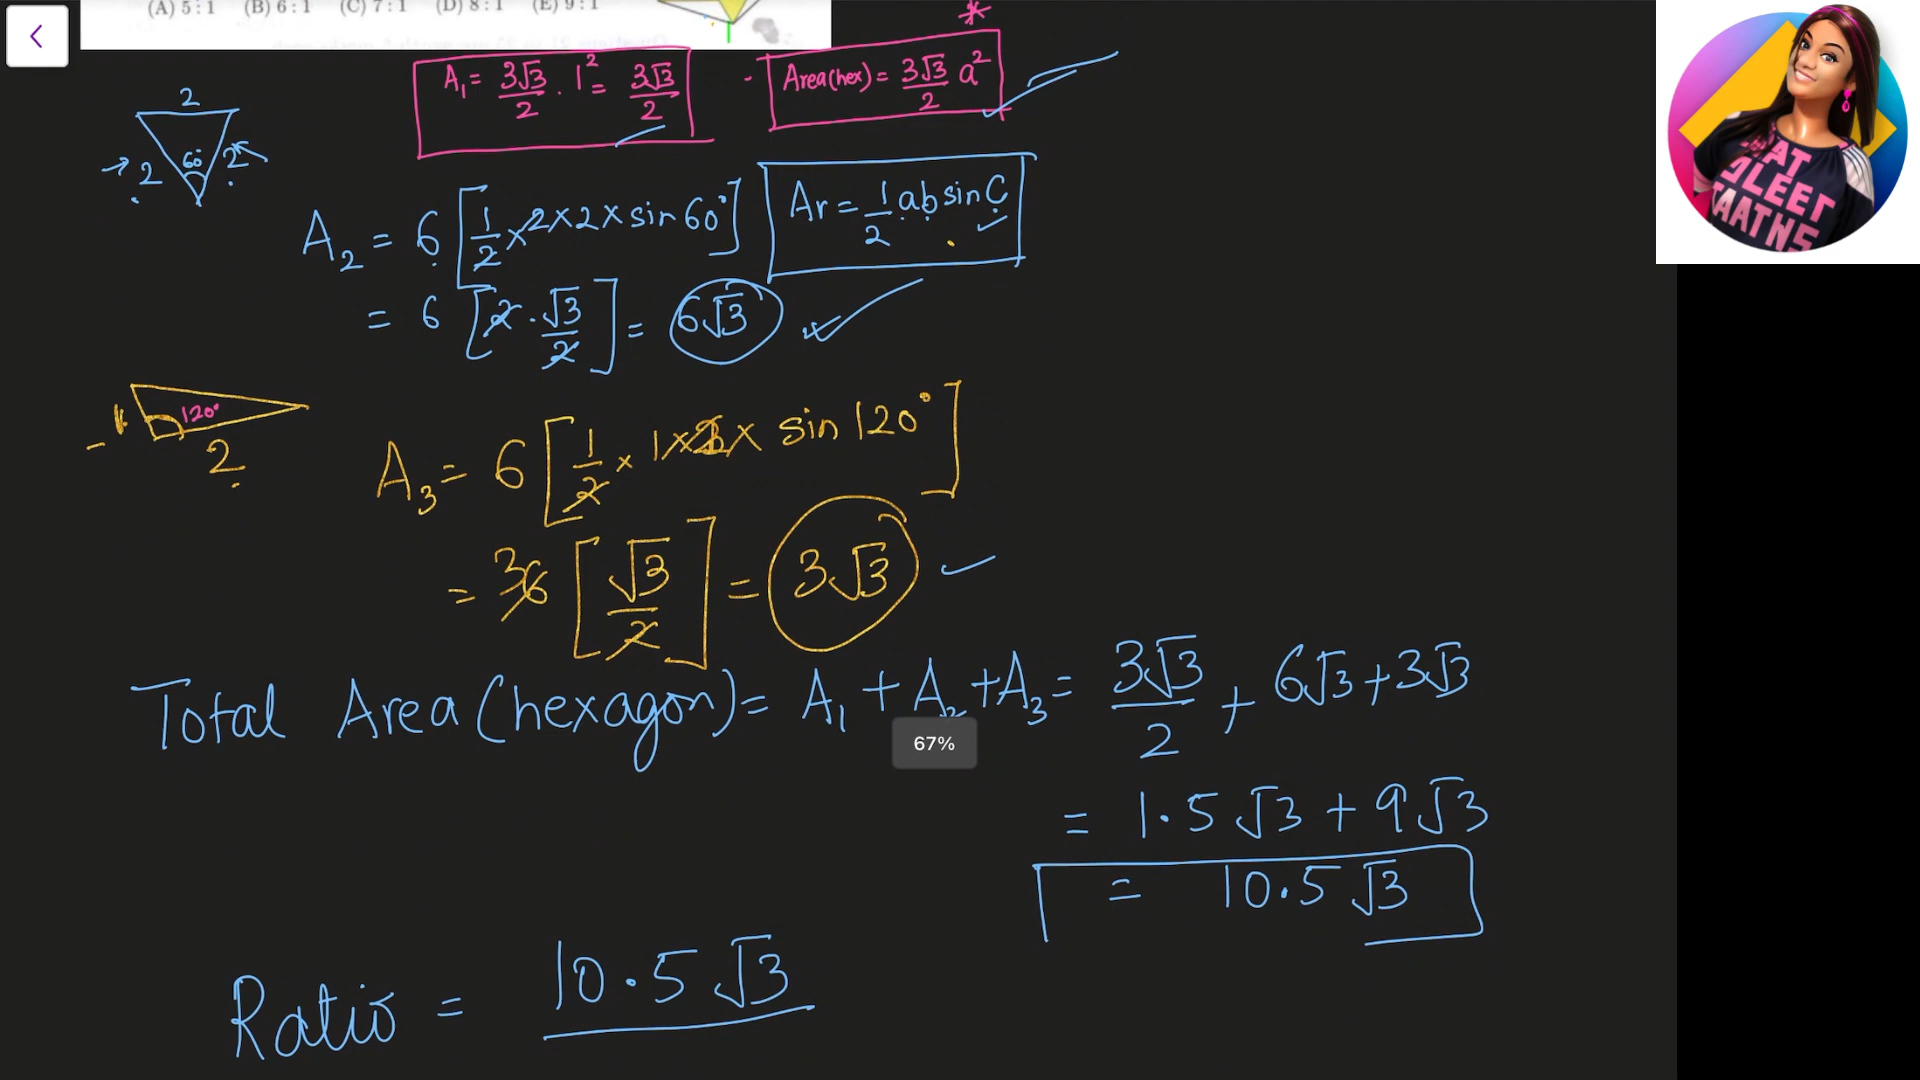 (A) 5:1 (B) 6:1 (C) 7:1 (D) 8:1 (E) 9:1
A₁ = 3√3/2 · 1² = 3√3/2
Area(hex) = 3√3/2 a²
2
2 60° 2
A₂ = 6 [1/2 × 2 × 2 × sin 60°]
Ar = 1/2 ab sin C
= 6 [2 · √3/2] = 6√3
120°
2
A₃ = 6 [1/2 × 1 × 2 × sin 120°]
= 36 [√3/2] = 3√3
Total Area (hexagon) = A₁ + A₂ + A₃ = 3√3/2 + 6√3 + 3√3
67%
= 1.5√3 + 9√3
= 10.5√3
Ratio = 10.5√3